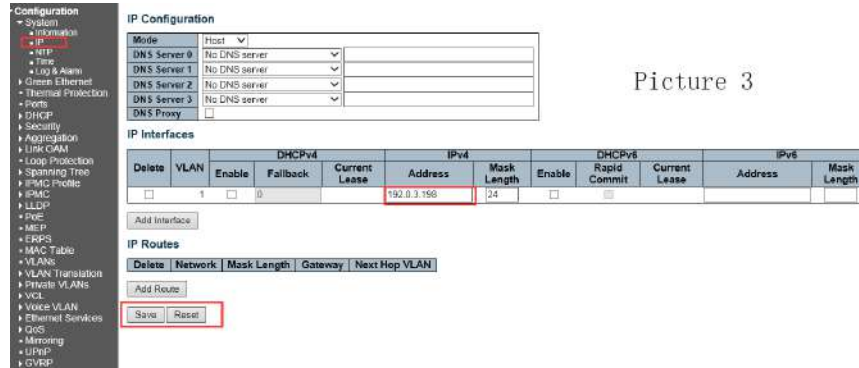 Configuration
System
Information
IP
NTP
Time
Log & Alarm
Green Ethernet
Thermal Protection
Ports
DHCP
Security
Aggregation
Link OAM
Loop Protection
Spanning Tree
IPMC Profile
IPMC
LLDP
PoE
MEP
ERPS
MAC Table
VLANs
VLAN Translation
Private VLANs
VCL
Voice VLAN
Ethernet Services
QoS
Mirroring
UPnP
GVRP
IP Configuration
Mode Host
DNS Server 0 No DNS server
DNS Server 1 No DNS server
DNS Server 2 No DNS server
DNS Server 3 No DNS server
DNS Proxy
Picture 3
IP Interfaces
Delete VLAN DHCPv4 IPv4 DHCPv6 IPv6
Enable Fallback Current Lease Address Mask Length Enable Rapid Commit Current Lease Address Mask Length
1 0 192.0.3.198 24
Add Interface
IP Routes
Delete Network Mask Length Gateway Next Hop VLAN
Add Route
Save Reset